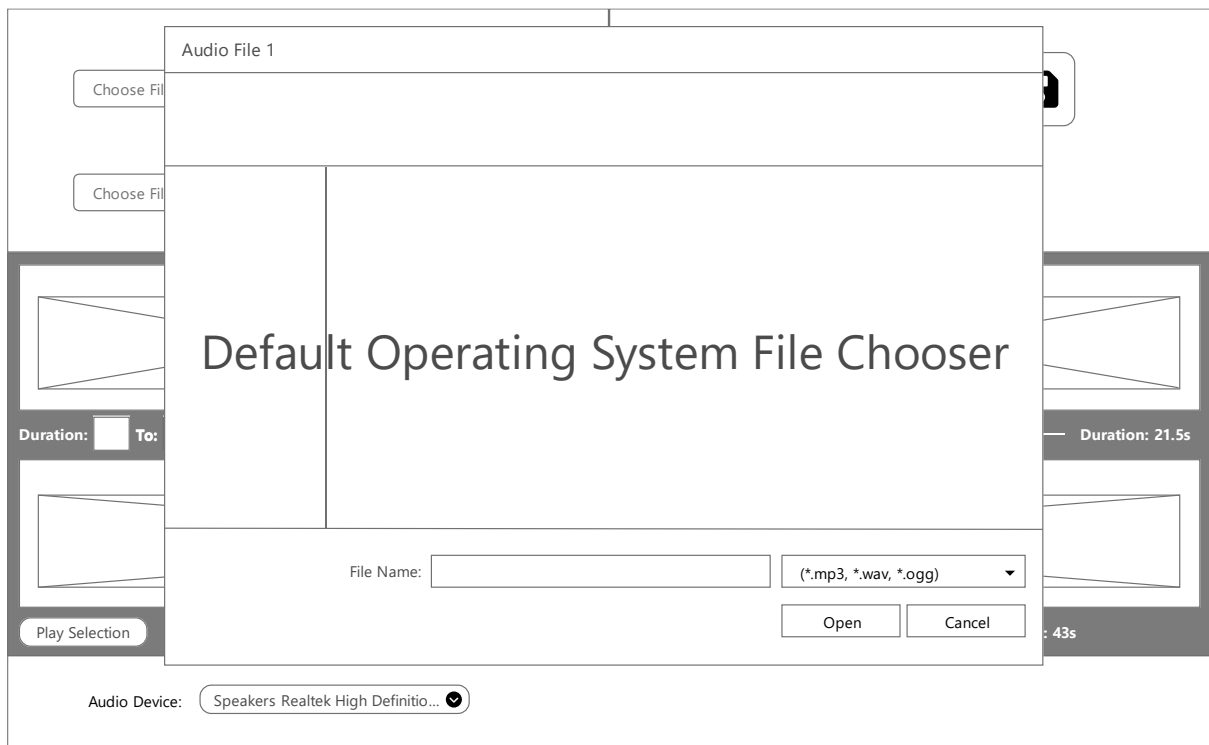 Audio File 1
Choose Fil
Choose Fil
Default Operating System File Chooser
Duration:
To:
Duration: 21.5s
File Name:
(*.mp3, *.wav, *.ogg)
Open
Cancel
Play Selection
: 43s
Audio Device:
Speakers Realtek High Definitio...